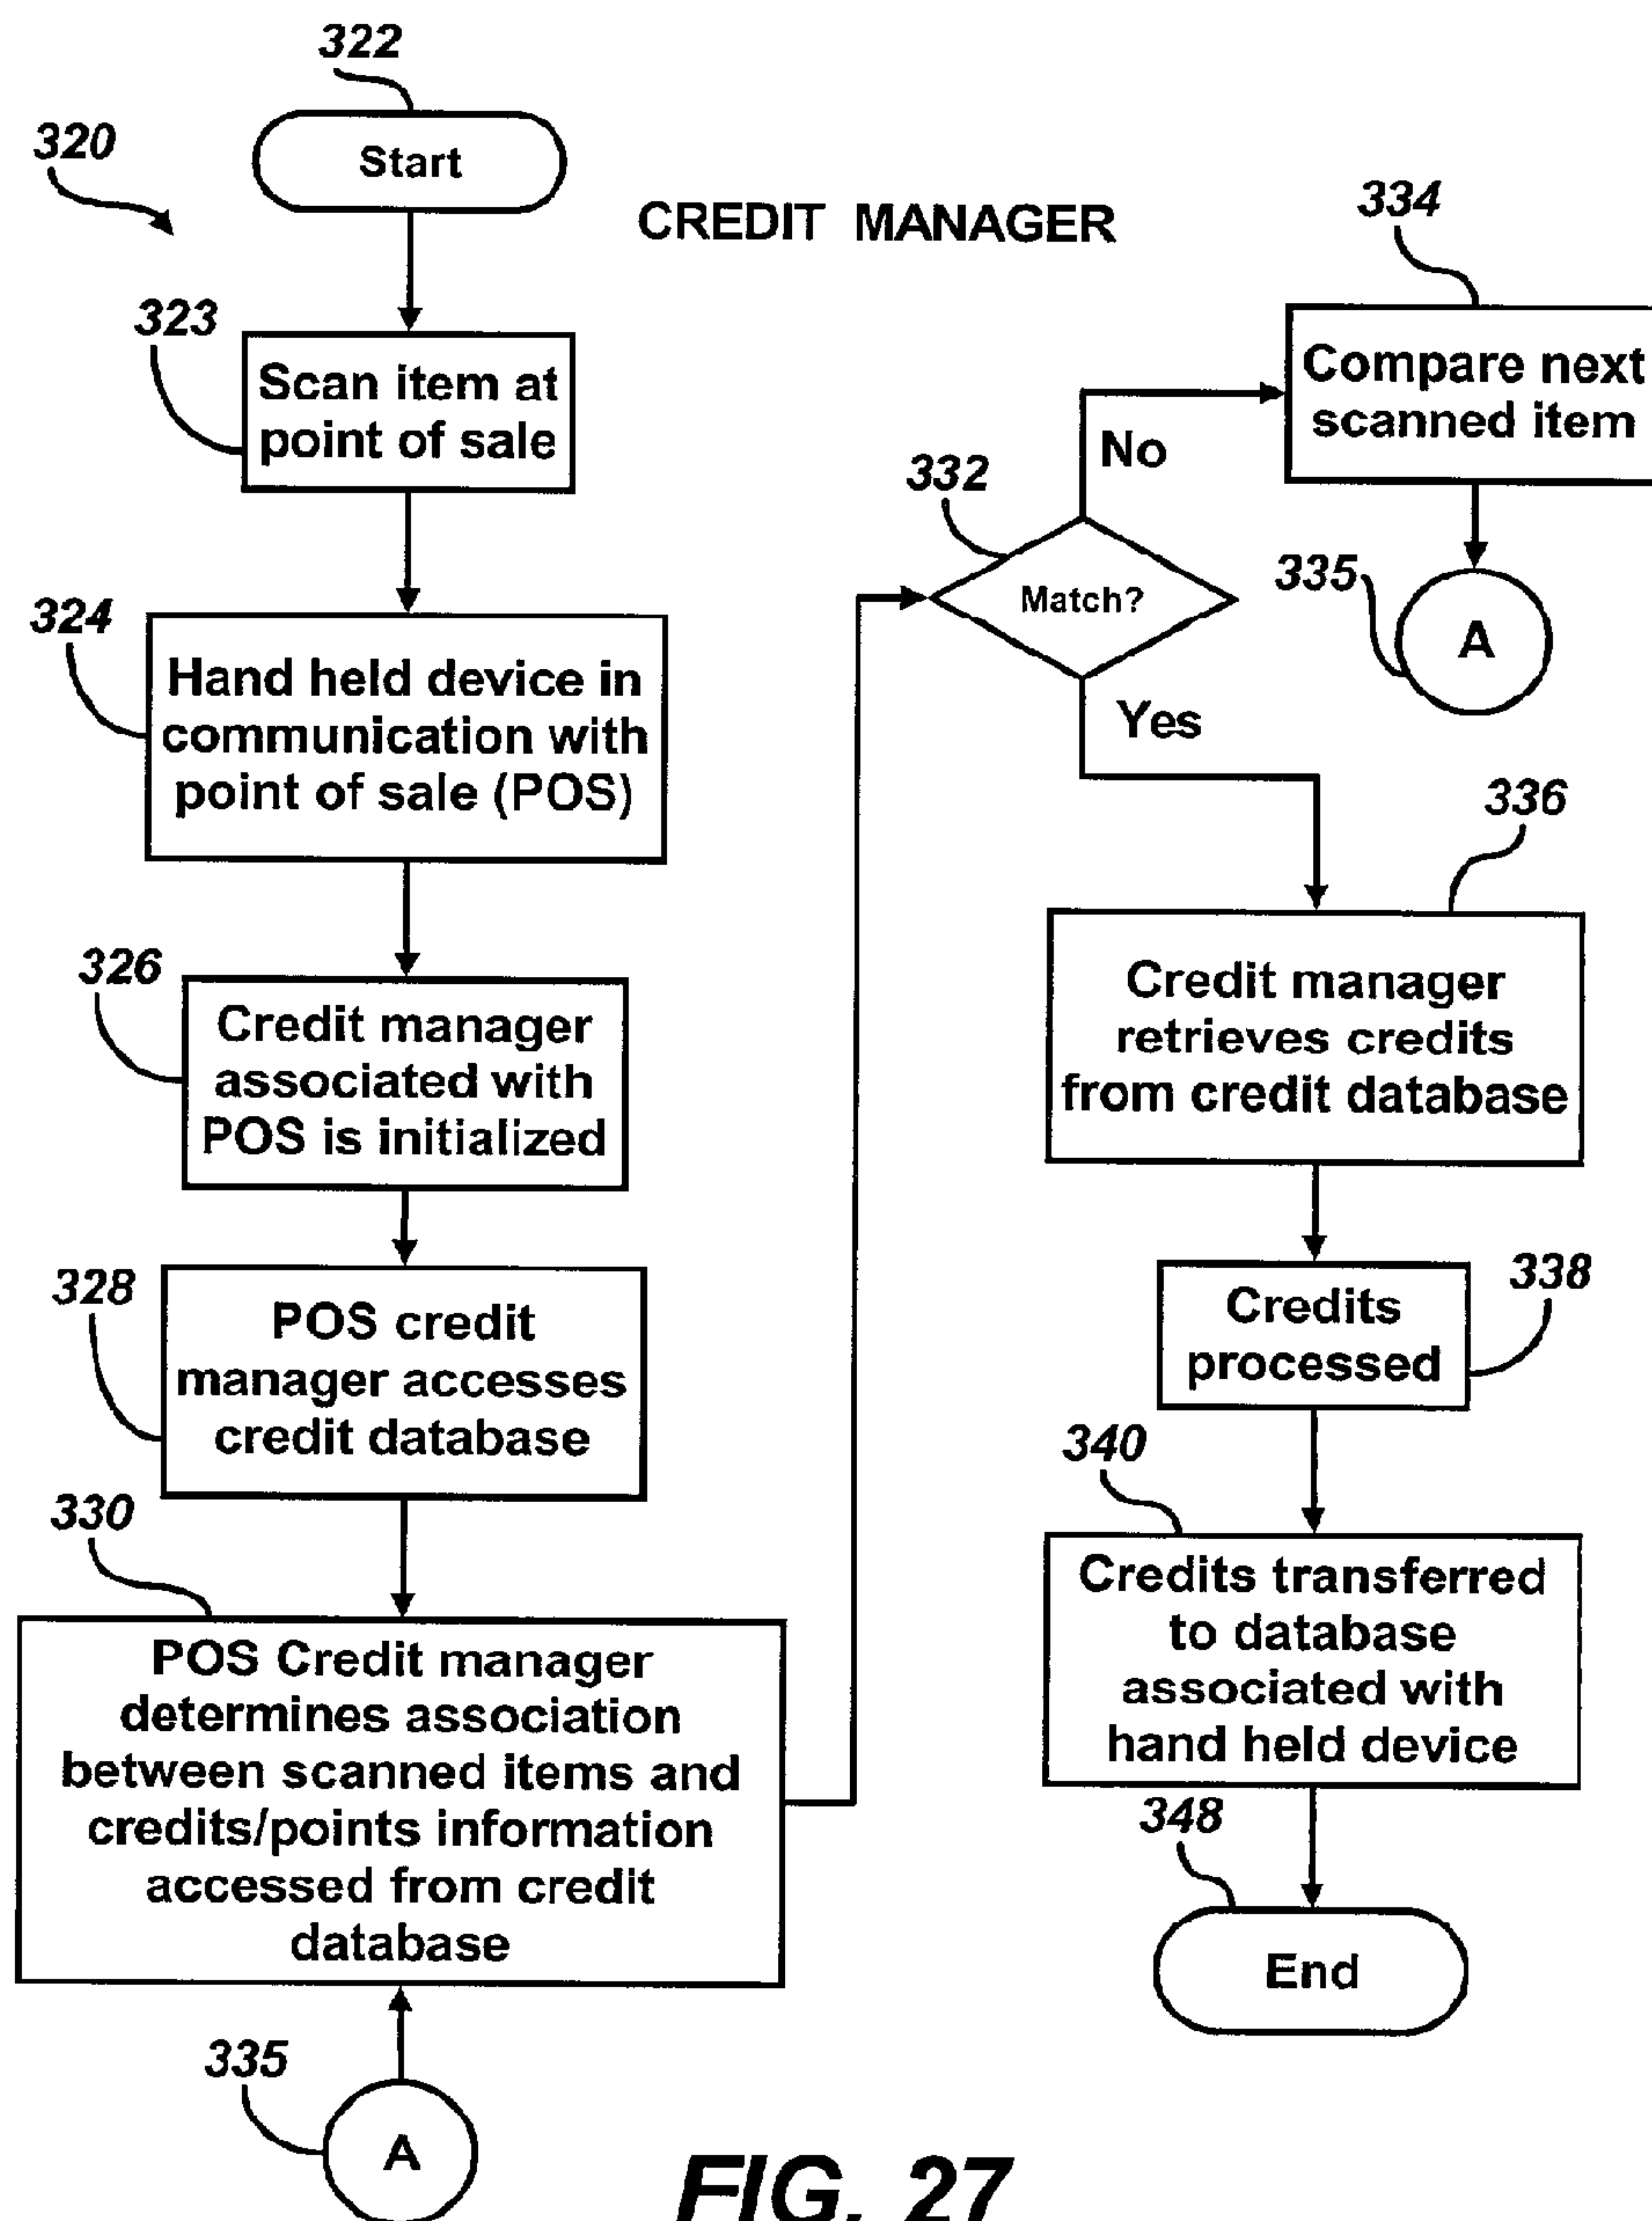 322
Start
320
CREDIT MANAGER
323
Scan item at
point of sale
324
Hand held device in
communication with
point of sale (POS)
326
Credit manager
associated with
POS is initialized
328
POS credit
manager accesses
credit database
330
POS Credit manager
determines association
between scanned items and
credits/points information
accessed from credit
database
335
A
332
Match?
No
334
Compare next
scanned item
335
A
Yes
336
Credit manager
retrieves credits
from credit database
338
Credits
processed
340
Credits transferred
to database
associated with
hand held device
348
End
FIG. 27